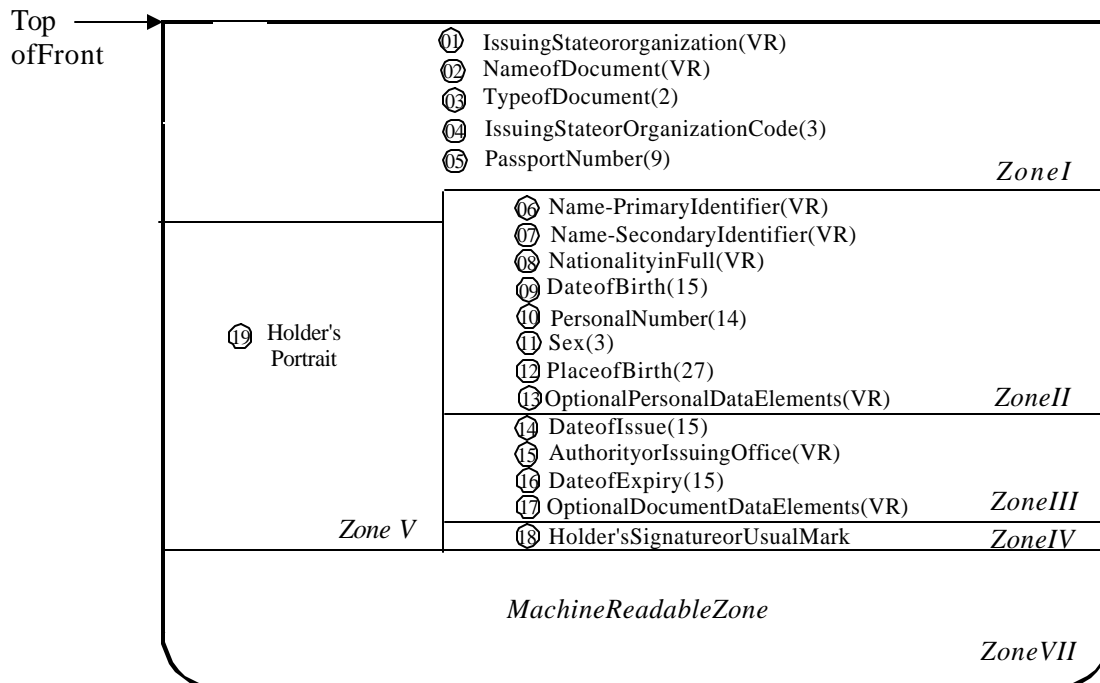 Top
ofFront
01 IssuingStateororganization(VR)
02 NameofDocument(VR)
03 TypeofDocument(2)
04 IssuingStateorOrganizationCode(3)
05 PassportNumber(9)
ZoneI
06 Name-PrimaryIdentifier(VR)
07 Name-SecondaryIdentifier(VR)
08 NationalityinFull(VR)
09 DateofBirth(15)
10 PersonalNumber(14)
11 Sex(3)
12 PlaceofBirth(27)
13 OptionalPersonalDataElements(VR)
ZoneII
19 Holder's
Portrait
Zone V
14 DateofIssue(15)
15 AuthorityorIssuingOffice(VR)
16 DateofExpiry(15)
17 OptionalDocumentDataElements(VR)
ZoneIII
18 Holder'sSignatureorUsualMark
ZoneIV
MachineReadableZone
ZoneVII